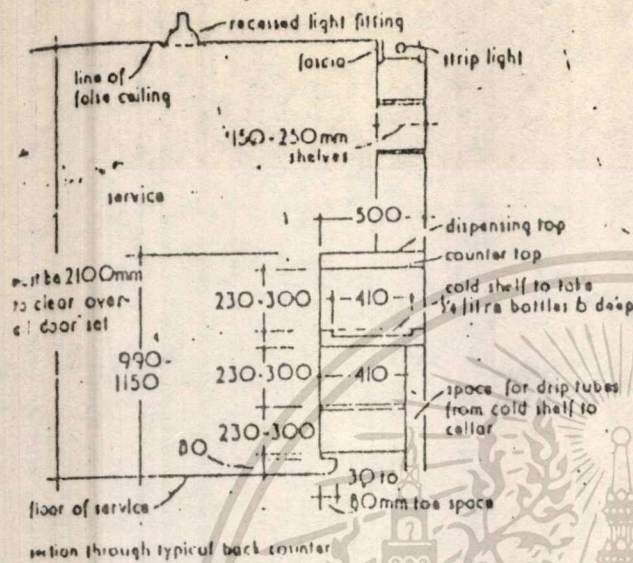 recessed light fitting
fascia
strip light
line of
false ceiling
150-250mm
shelves
service
500
dispensing top
counter top
must be 2100mm
to clear over-
door set
230-300
410
cold shelf to take
litre bottles 6 deep
990-
1150
230-300
410
space for drip tubes
from cold shelf to
cellar
230-300
80
30 to
80mm toe space
floor of service
section through typical back counter